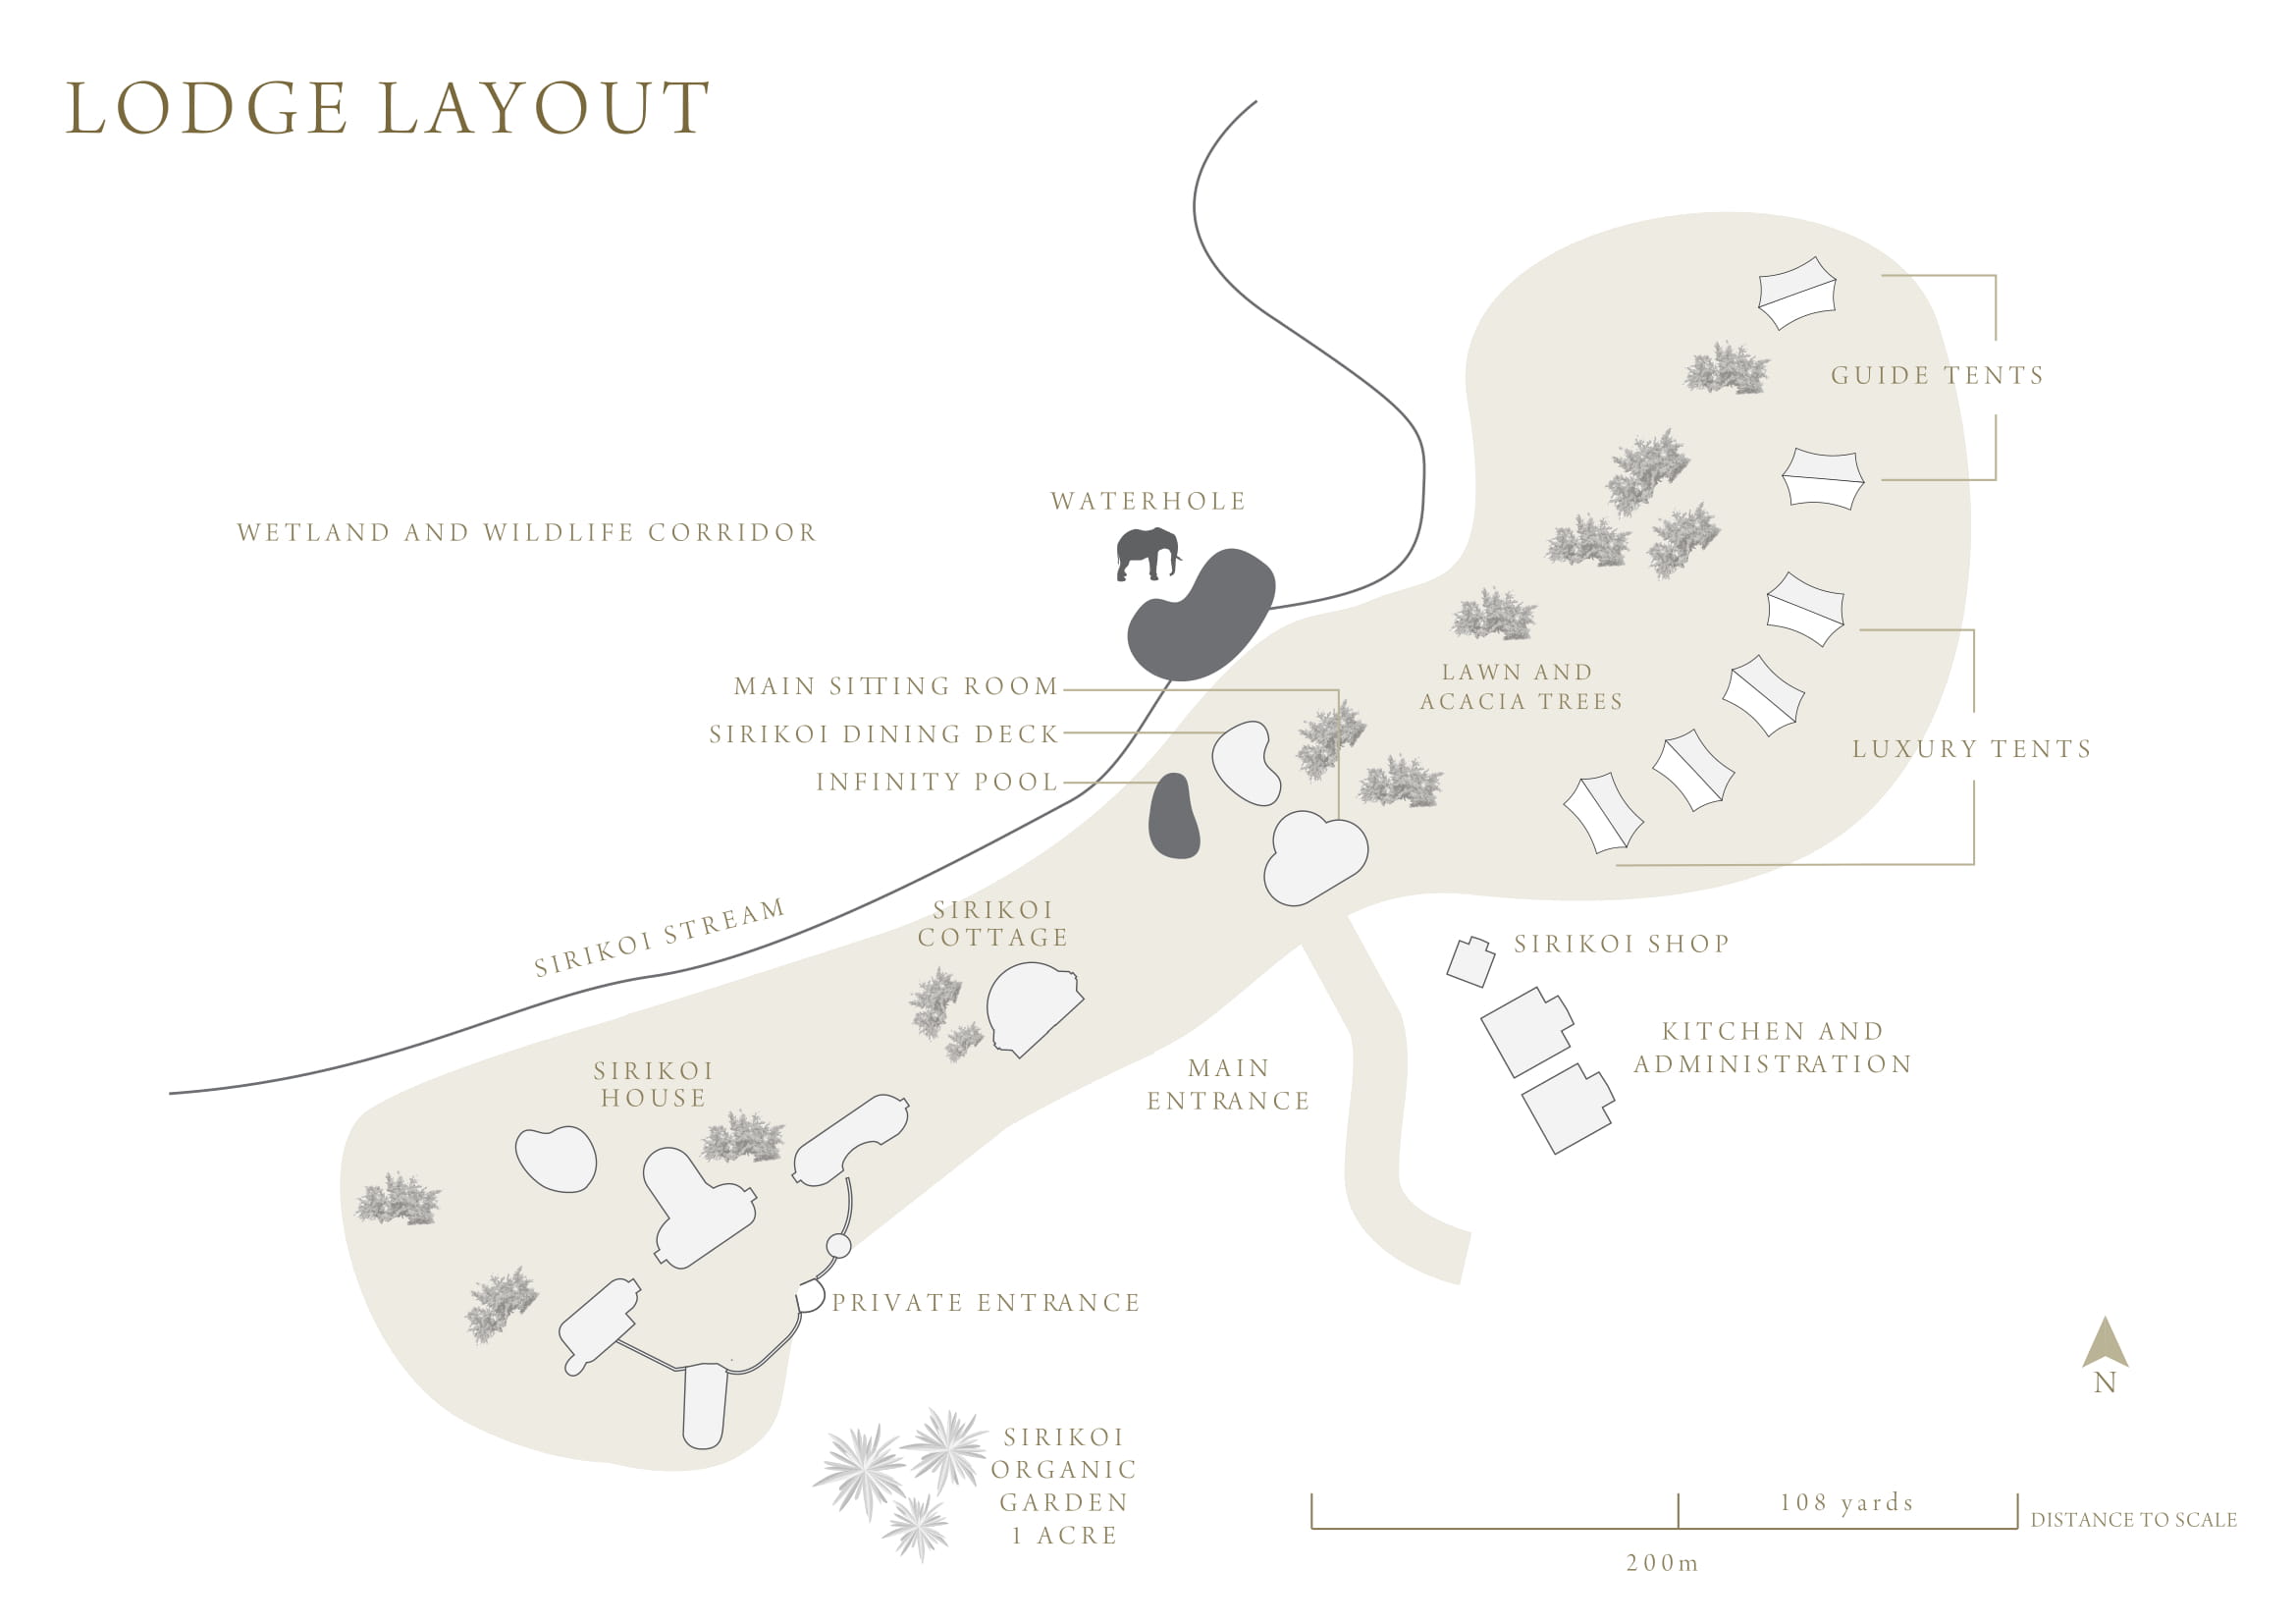 LODGE LAYOUT
GUIDE TENTS
WATERHOLE
WETLAND AND WILDLIFE CORRIDOR
LAWN AND
ACACIA TREES
MAIN SITTING ROOM
SIRIKOI DINING DECK
INFINITY POOL
LUXURY TENTS
SIRIKOI STREAM
SIRIKOI
COTTAGE
SIRIKOI SHOP
KITCHEN AND
ADMINISTRATION
SIRIKOI
HOUSE
MAIN
ENTRANCE
PRIVATE ENTRANCE
N
SIRIKOI
ORGANIC
GARDEN
1 ACRE
108 yards
DISTANCE TO SCALE
200m